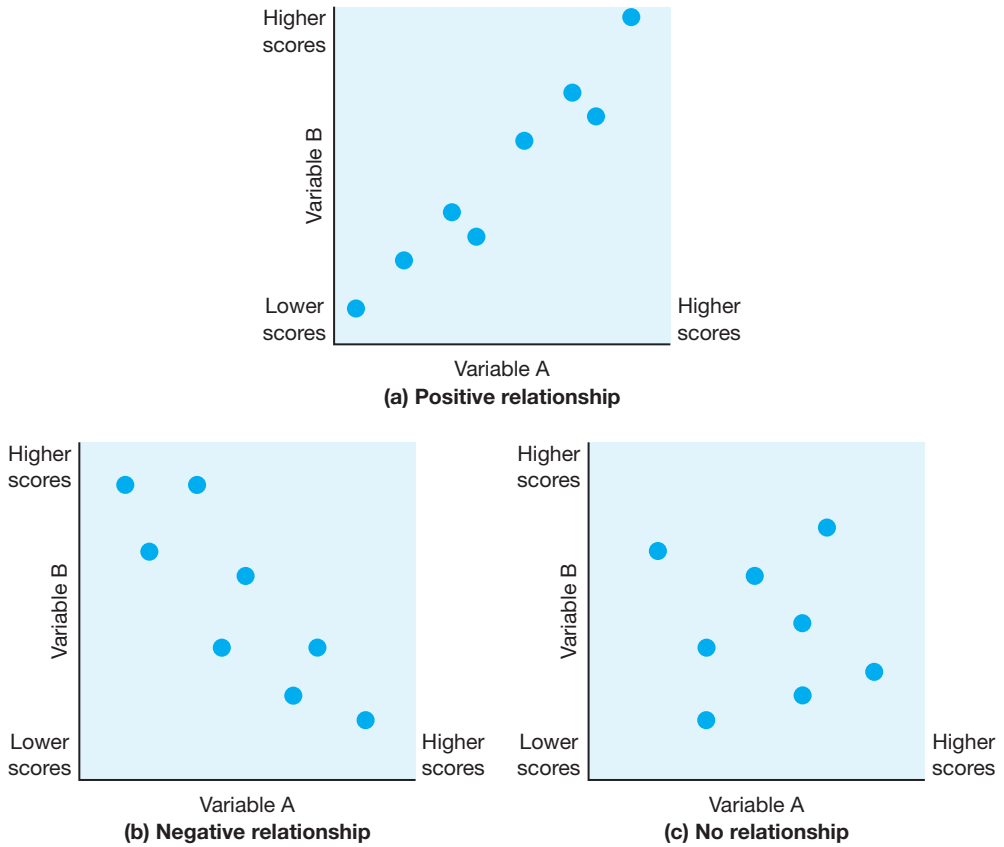 Higher
scores
Variable B
Lower
scores
Higher
scores
Variable A
(a) Positive relationship
Higher
scores
Variable B
Lower
scores
Higher
scores
Variable A
(b) Negative relationship
Higher
scores
Variable B
Lower
scores
Higher
scores
Variable A
(c) No relationship